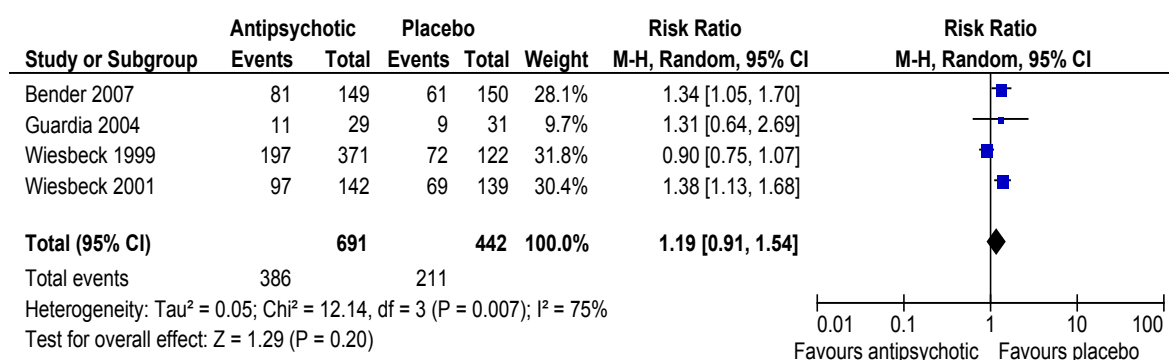 Antipsychotic Placebo Risk Ratio Risk Ratio
Study or Subgroup Events Total Events Total Weight M-H, Random, 95% CI M-H, Random, 95% CI
Bender 2007 81 149 61 150 28.1% 1.34 [1.05, 1.70]
Guardia 2004 11 29 9 31 9.7% 1.31 [0.64, 2.69]
Wiesbeck 1999 197 371 72 122 31.8% 0.90 [0.75, 1.07]
Wiesbeck 2001 97 142 69 139 30.4% 1.38 [1.13, 1.68]
Total (95% CI) 691 442 100.0% 1.19 [0.91, 1.54]
Total events 386 211
Heterogeneity: Tau² = 0.05; Chi² = 12.14, df = 3 (P = 0.007); I² = 75%
0.01 0.1 1 10 100
Test for overall effect: Z = 1.29 (P = 0.20)
Favours antipsychotic Favours placebo